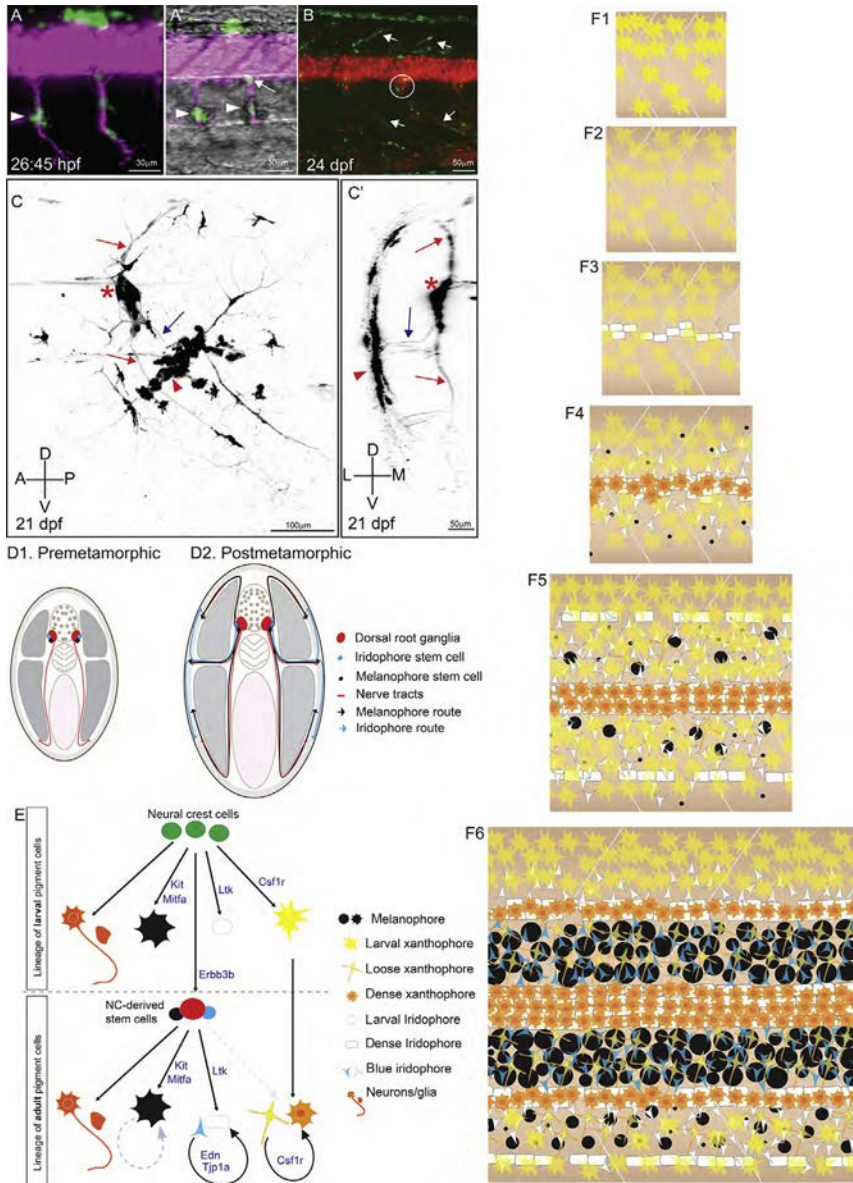 A
26:45 hpf
30µm
A'
30µm
B
24 dpf
50µm
C
D
A
P
V
21 dpf
100µm
C'
D
L
M
V
21 dpf
50µm
D1. Premetamorphic
D2. Postmetamorphic
Dorsal root ganglia
Iridophore stem cell
Melanophore stem cell
Nerve tracts
Melanophore route
Iridophore route
E
Lineage of larval pigment cells
Neural crest cells
Kit
Mitfa
Ltk
Csf1r
Erbb3b
Lineage of adult pigment cells
NC-derived
stem cells
Kit
Mitfa
Ltk
Edn
Tjp1a
Csf1r
Melanophore
Larval xanthophore
Loose xanthophore
Dense xanthophore
Larval Iridophore
Dense Iridophore
Blue iridophore
Neurons/glia
F1
F2
F3
F4
F5
F6